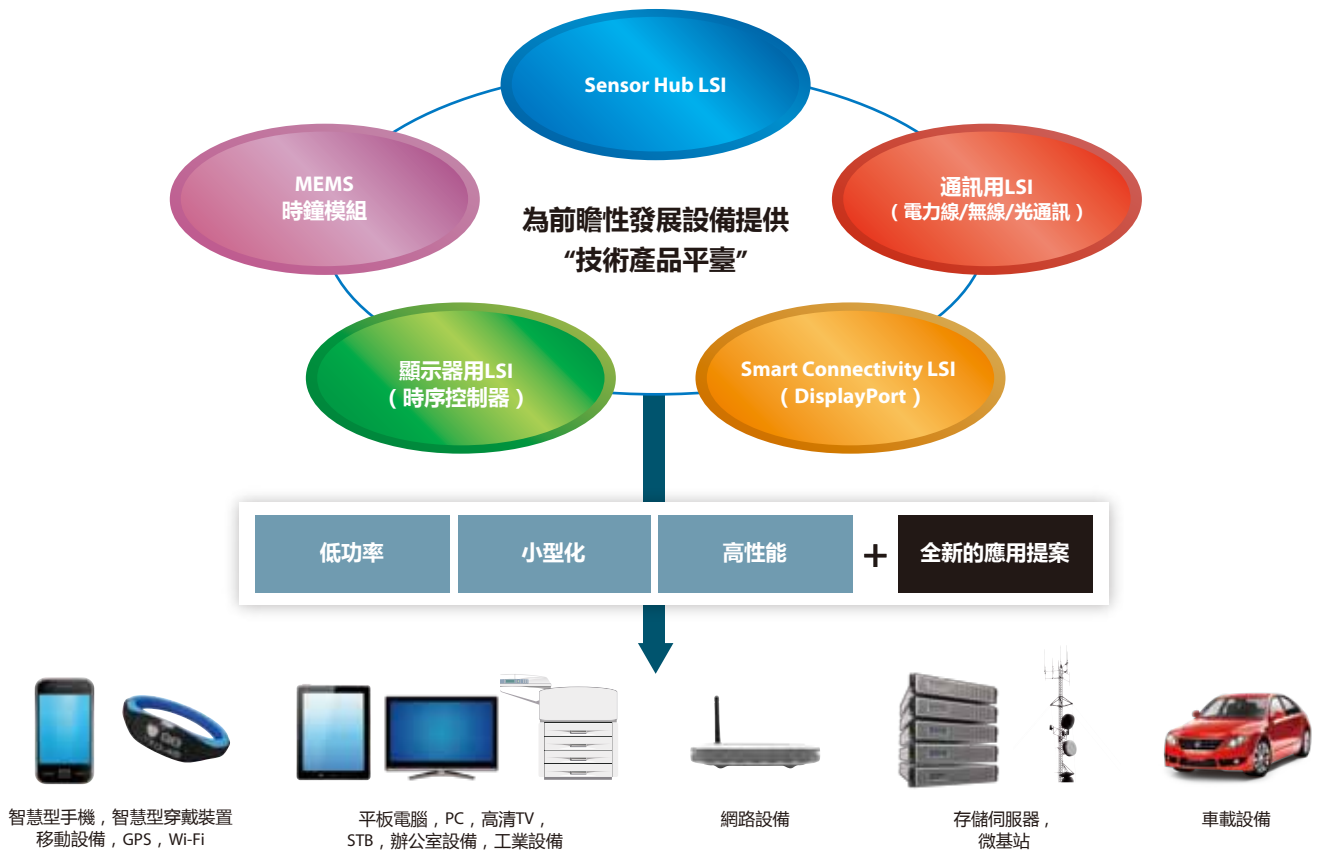 Sensor Hub LSI
MEMS
時鐘模組
通訊用LSI
（電力線/無線/光通訊）
為前瞻性發展設備提供
“技術產品平臺”
顯示器用LSI
（時序控制器）
Smart Connectivity LSI
（DisplayPort）
低功率
小型化
高性能
+
全新的應用提案
智慧型手機，智慧型穿戴裝置
移動設備，GPS，Wi-Fi
平板電腦，PC，高清TV，
STB，辦公室設備，工業設備
網路設備
存儲伺服器，
微基站
車載設備